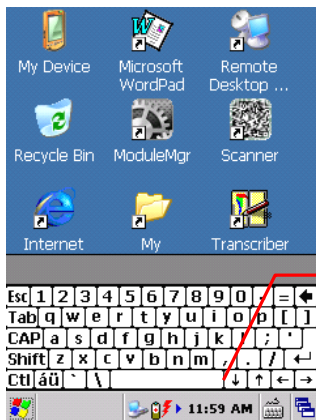 My Device Microsoft WordPad Remote Desktop ...
Recycle Bin ModuleMgr Scanner
Internet My Transcriber
Esc 1 2 3 4 5 6 7 8 9 0 - = 
Tab q w e r t y u i o p [ ]
CAP a s d f g h j k l ; '
Shift z x c v b n m , . / ↵
Ctl áü ` \ ↓ ↑ ← →
11:59 AM